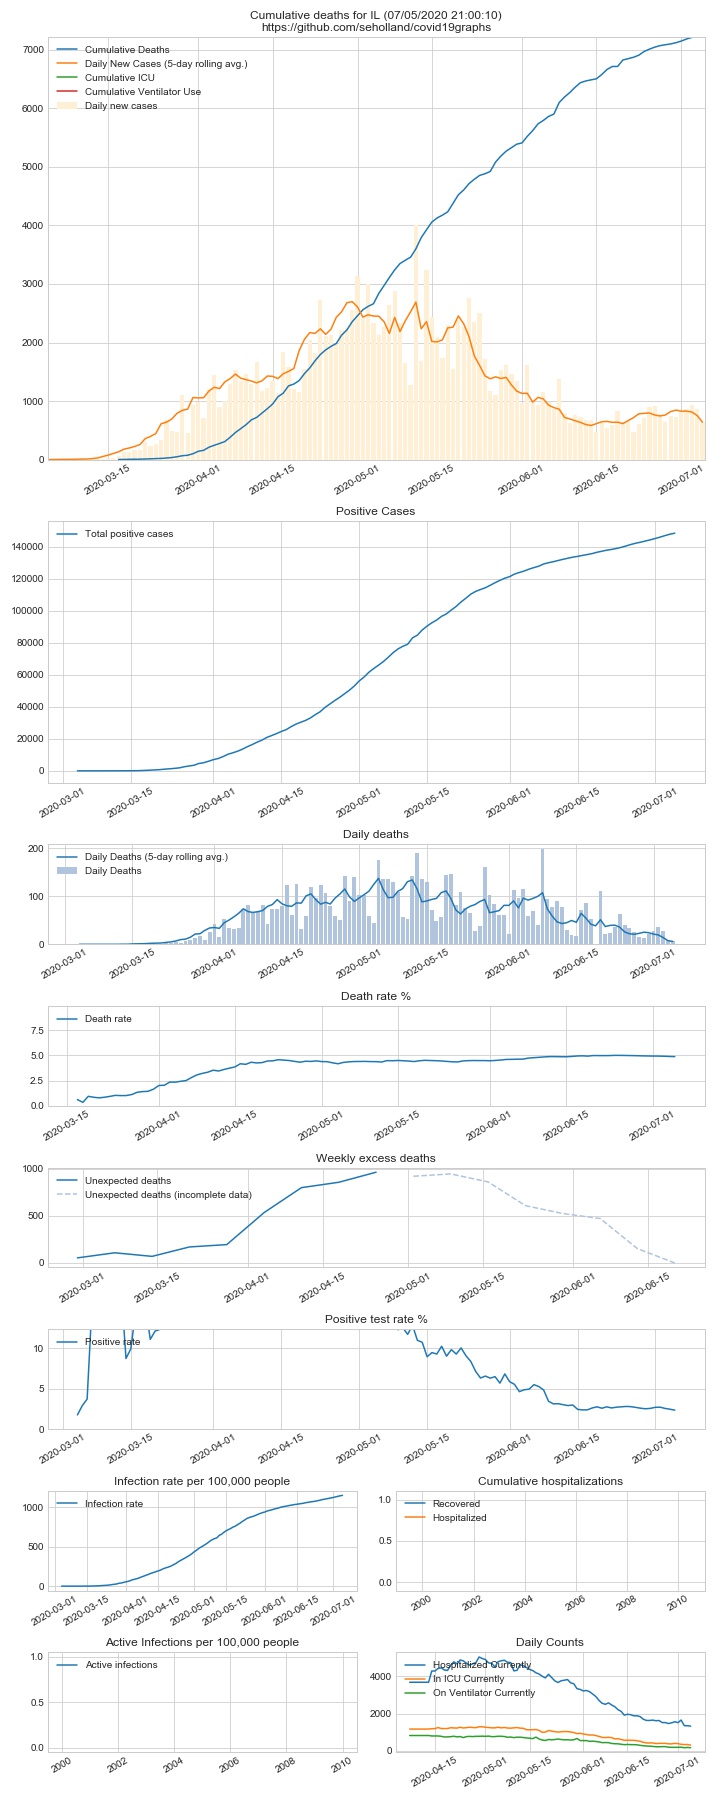 Cumulative deaths for IL (07/05/2020 21:00:10)
https://github.com/seholland/covid19graphs
Cumulative Deaths
Daily New Cases (5-day rolling avg.)
Cumulative ICU
Cumulative Ventilator Use
Daily new cases
7000
6000
5000
4000
3000
2000
1000
0
2020-03-15 2020-04-01 2020-04-15 2020-05-01 2020-05-15 2020-06-01 2020-06-15 2020-07-01
Positive Cases
Total positive cases
140000
120000
100000
80000
60000
40000
20000
0
2020-03-01 2020-03-15 2020-04-01 2020-04-15 2020-05-01 2020-05-15 2020-06-01 2020-06-15 2020-07-01
Daily deaths
Daily Deaths (5-day rolling avg.)
Daily Deaths
200
100
0
2020-03-01 2020-03-15 2020-04-01 2020-04-15 2020-05-01 2020-05-15 2020-06-01 2020-06-15 2020-07-01
Death rate %
Death rate
7.5
5.0
2.5
0.0
2020-03-15 2020-04-01 2020-04-15 2020-05-01 2020-05-15 2020-06-01 2020-06-15 2020-07-01
Weekly excess deaths
Unexpected deaths
Unexpected deaths (incomplete data)
1000
500
0
2020-03-01 2020-03-15 2020-04-01 2020-04-15 2020-05-01 2020-05-15 2020-06-01 2020-06-15
Positive test rate %
Positive rate
10
5
0
2020-03-01 2020-03-15 2020-04-01 2020-04-15 2020-05-01 2020-05-15 2020-06-01 2020-06-15 2020-07-01
Infection rate per 100,000 people
Infection rate
1000
500
0
2020-03-01 2020-03-15 2020-04-01 2020-04-15 2020-05-01 2020-05-15 2020-06-01 2020-06-15 2020-07-01
Cumulative hospitalizations
Recovered
Hospitalized
1.0
0.5
0.0
2000 2002 2004 2006 2008 2010
Active Infections per 100,000 people
Active infections
1.0
0.5
0.0
2000 2002 2004 2006 2008 2010
Daily Counts
Hospitalized Currently
In ICU Currently
On Ventilator Currently
4000
2000
0
2020-04-15 2020-05-01 2020-05-15 2020-06-01 2020-06-15 2020-07-01